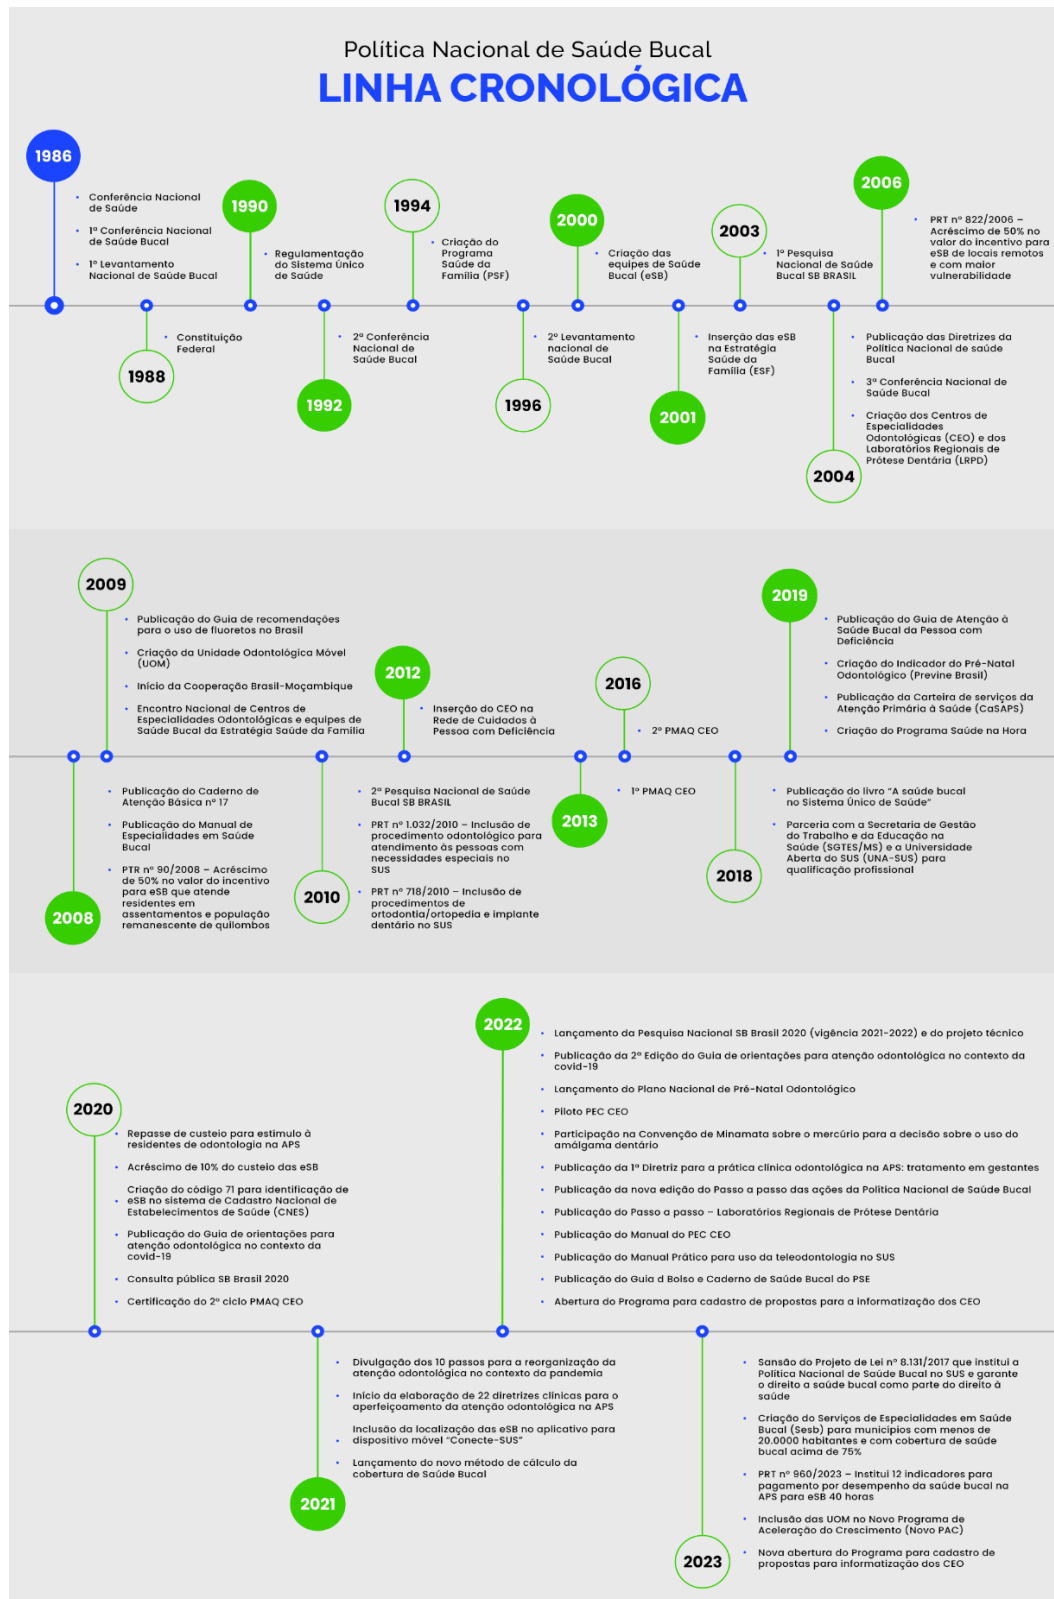 Política Nacional de Saúde Bucal
LINHA CRONOLÓGICA
1986
• Conferência Nacional
de Saúde
• 1ª Conferência Nacional
de Saúde Bucal
• 1º Levantamento
Nacional de Saúde Bucal
1988
• Constituição
Federal
1990
• Regulamentação
do Sistema Único
de Saúde
1992
• 2ª Conferência
Nacional de
Saúde Bucal
1994
• Criação do
Programa
Saúde da
Família (PSF)
1996
• 2º Levantamento
nacional de
Saúde Bucal
2000
• Criação das
equipes de Saúde
Bucal (eSB)
2001
• Inserção das eSB
na Estratégia
Saúde da
Família (ESF)
2003
• 1ª Pesquisa
Nacional de Saúde
Bucal SB BRASIL
2004
• Publicação das Diretrizes da
Política Nacional de saúde
Bucal
• 3ª Conferência Nacional de
Saúde Bucal
• Criação dos Centros de
Especialidades
Odontológicas (CEO) e dos
Laboratórios Regionais de
Prótese Dentária (LRPD)
2006
• PRT nº 822/2006 –
Acréscimo de 50% no
valor do incentivo para
eSB de locais remotos
e com maior
vulnerabilidade
2008
• Publicação do Caderno de
Atenção Básica nº 17
• Publicação do Manual de
Especialidades em Saúde
Bucal
• PTR nº 90/2008 – Acréscimo
de 50% no valor do incentivo
para eSB que atende
residentes em
assentamentos e população
remanescente de quilombos
2009
• Publicação do Guia de recomendações
para o uso de fluoretos no Brasil
• Criação da Unidade Odontológica Móvel
(UOM)
• Início da Cooperação Brasil-Moçambique
• Encontro Nacional de Centros de
Especialidades Odontológicas e equipes de
Saúde Bucal da Estratégia Saúde da Família
2010
• 2ª Pesquisa Nacional de Saúde
Bucal SB BRASIL
• PRT nº 1.032/2010 – Inclusão de
procedimento odontológico para
atendimento às pessoas com
necessidades especiais no
SUS
• PRT nº 718/2010 – Inclusão de
procedimentos de
ortodontia/ortopedia e implante
dentário no SUS
2012
• Inserção do CEO na
Rede de Cuidados à
Pessoa com Deficiência
2013
• 1º PMAQ CEO
2016
• 2º PMAQ CEO
2018
• Publicação do livro “A saúde bucal
no Sistema Único de Saúde”
• Parceria com a Secretaria de Gestão
do Trabalho e da Educação na
Saúde (SGTES/MS) e a Universidade
Aberta do SUS (UNA-SUS) para
qualificação profissional
2019
• Publicação do Guia de Atenção à
Saúde Bucal da Pessoa com
Deficiência
• Criação do Indicador do Pré-Natal
Odontológico (Previne Brasil)
• Publicação da Carteira de serviços da
Atenção Primária à Saúde (CaSAPS)
• Criação do Programa Saúde na Hora
2020
• Repasse de custeio para estímulo à
residentes de odontologia na APS
• Acréscimo de 10% do custeio das eSB
Criação do código 71 para identificação de
• eSB no sistema de Cadastro Nacional de
Estabelecimentos de Saúde (CNES)
• Publicação do Guia de orientações para
atenção odontológica no contexto da
covid-19
• Consulta pública SB Brasil 2020
• Certificação do 2º ciclo PMAQ CEO
2021
• Divulgação dos 10 passos para a reorganização da
atenção odontológica no contexto da pandemia
• Início da elaboração de 22 diretrizes clínicas para o
aperfeiçoamento da atenção odontológica na APS
Inclusão da localização das eSB no aplicativo para
• dispositivo móvel “Conecte-SUS”
• Lançamento do novo método de cálculo da
cobertura de Saúde Bucal
2022
• Lançamento da Pesquisa Nacional SB Brasil 2020 (vigência 2021-2022) e do projeto técnico
• Publicação da 2ª Edição do Guia de orientações para atenção odontológica no contexto da
covid-19
• Lançamento do Plano Nacional de Pré-Natal Odontológico
• Piloto PEC CEO
• Participação na Convenção de Minamata sobre o mercúrio para a decisão sobre o uso do
amálgama dentário
• Publicação da 1ª Diretriz para a prática clínica odontológica na APS: tratamento em gestantes
• Publicação da nova edição do Passo a passo das ações da Política Nacional de Saúde Bucal
• Publicação do Passo a passo – Laboratórios Regionais de Prótese Dentária
• Publicação do Manual do PEC CEO
• Publicação do Manual Prático para uso da teleodontologia no SUS
• Publicação do Guia d Bolso e Caderno de Saúde Bucal do PSE
• Abertura do Programa para cadastro de propostas para a informatização dos CEO
2023
• Sansão do Projeto de Lei nº 8.131/2017 que institui a
Política Nacional de Saúde Bucal no SUS e garante
o direito a saúde bucal como parte do direito à
saúde
• Criação do Serviços de Especialidades em Saúde
Bucal (Sesb) para municípios com menos de
20.0000 habitantes e com cobertura de saúde
bucal acima de 75%
• PRT nº 960/2023 – Institui 12 indicadores para
pagamento por desempenho da saúde bucal na
APS para eSB 40 horas
• Inclusão das UOM no Novo Programa de
Aceleração do Crescimento (Novo PAC)
• Nova abertura do Programa para cadastro de
propostas para informatização dos CEO